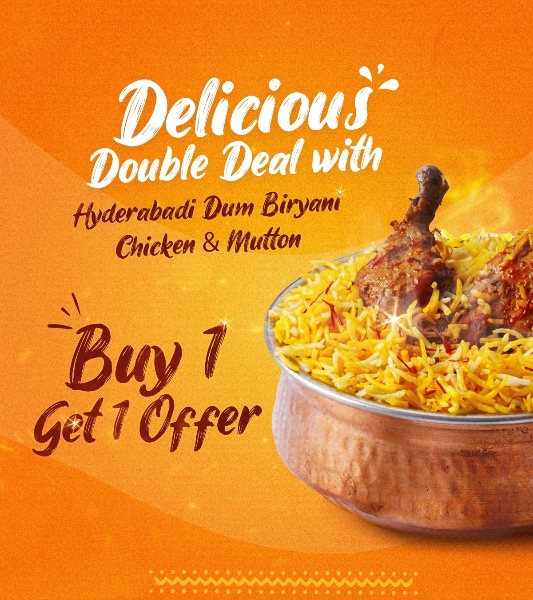 Delicious
Double Deal with
Hyderabadi Dum Biryani
Chicken & Mutton
Buy 1
Get 1 Offer